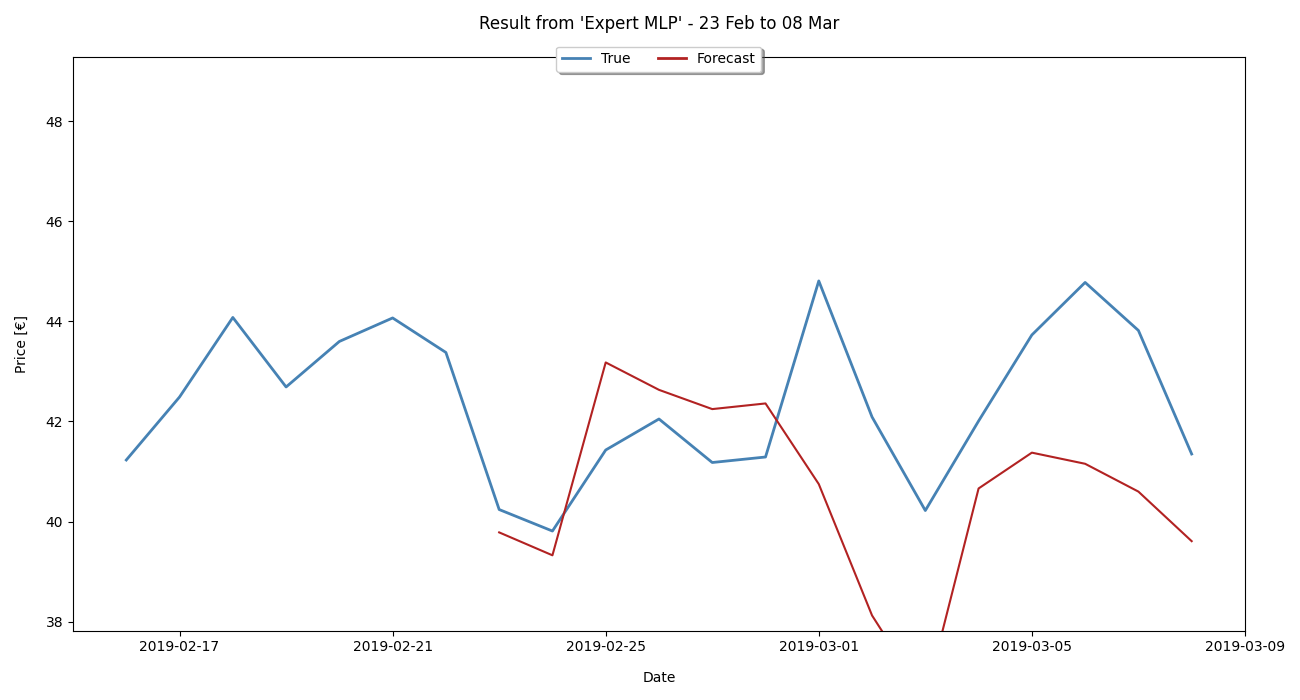 Result from 'Expert MLP' - 23 Feb to 08 Mar
True Forecast
48
46
44
42
40
38
Price [€]
2019-02-17 2019-02-21 2019-02-25 2019-03-01 2019-03-05 2019-03-09
Date